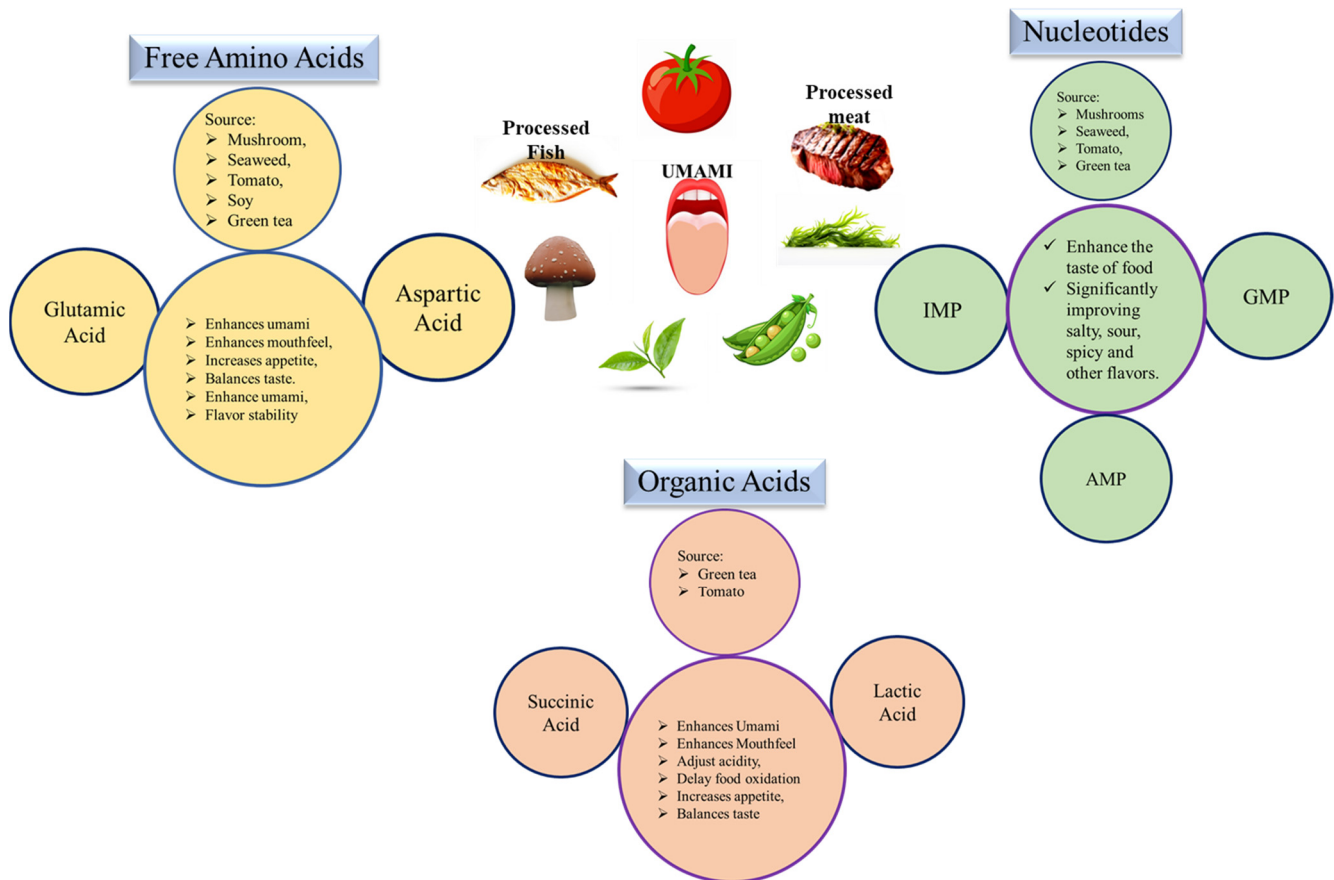 Free Amino Acids
Source:
➢ Mushroom,
➢ Seaweed,
➢ Tomato,
➢ Soy
➢ Green tea
Glutamic
Acid
Aspartic
Acid
➢ Enhances umami
➢ Enhances mouthfeel,
➢ Increases appetite,
➢ Balances taste.
➢ Enhance umami,
➢ Flavor stability
Processed
Fish
UMAMI
Processed
meat
Nucleotides
Source:
➢ Mushrooms
➢ Seaweed,
➢ Tomato,
➢ Green tea
IMP
✓ Enhance the
taste of food
✓ Significantly
improving
salty, sour,
spicy and
other flavors.
GMP
AMP
Organic Acids
Source:
➢ Green tea
➢ Tomato
Succinic
Acid
Lactic
Acid
➢ Enhances Umami
➢ Enhances Mouthfeel
➢ Adjust acidity,
➢ Delay food oxidation
➢ Increases appetite,
➢ Balances taste